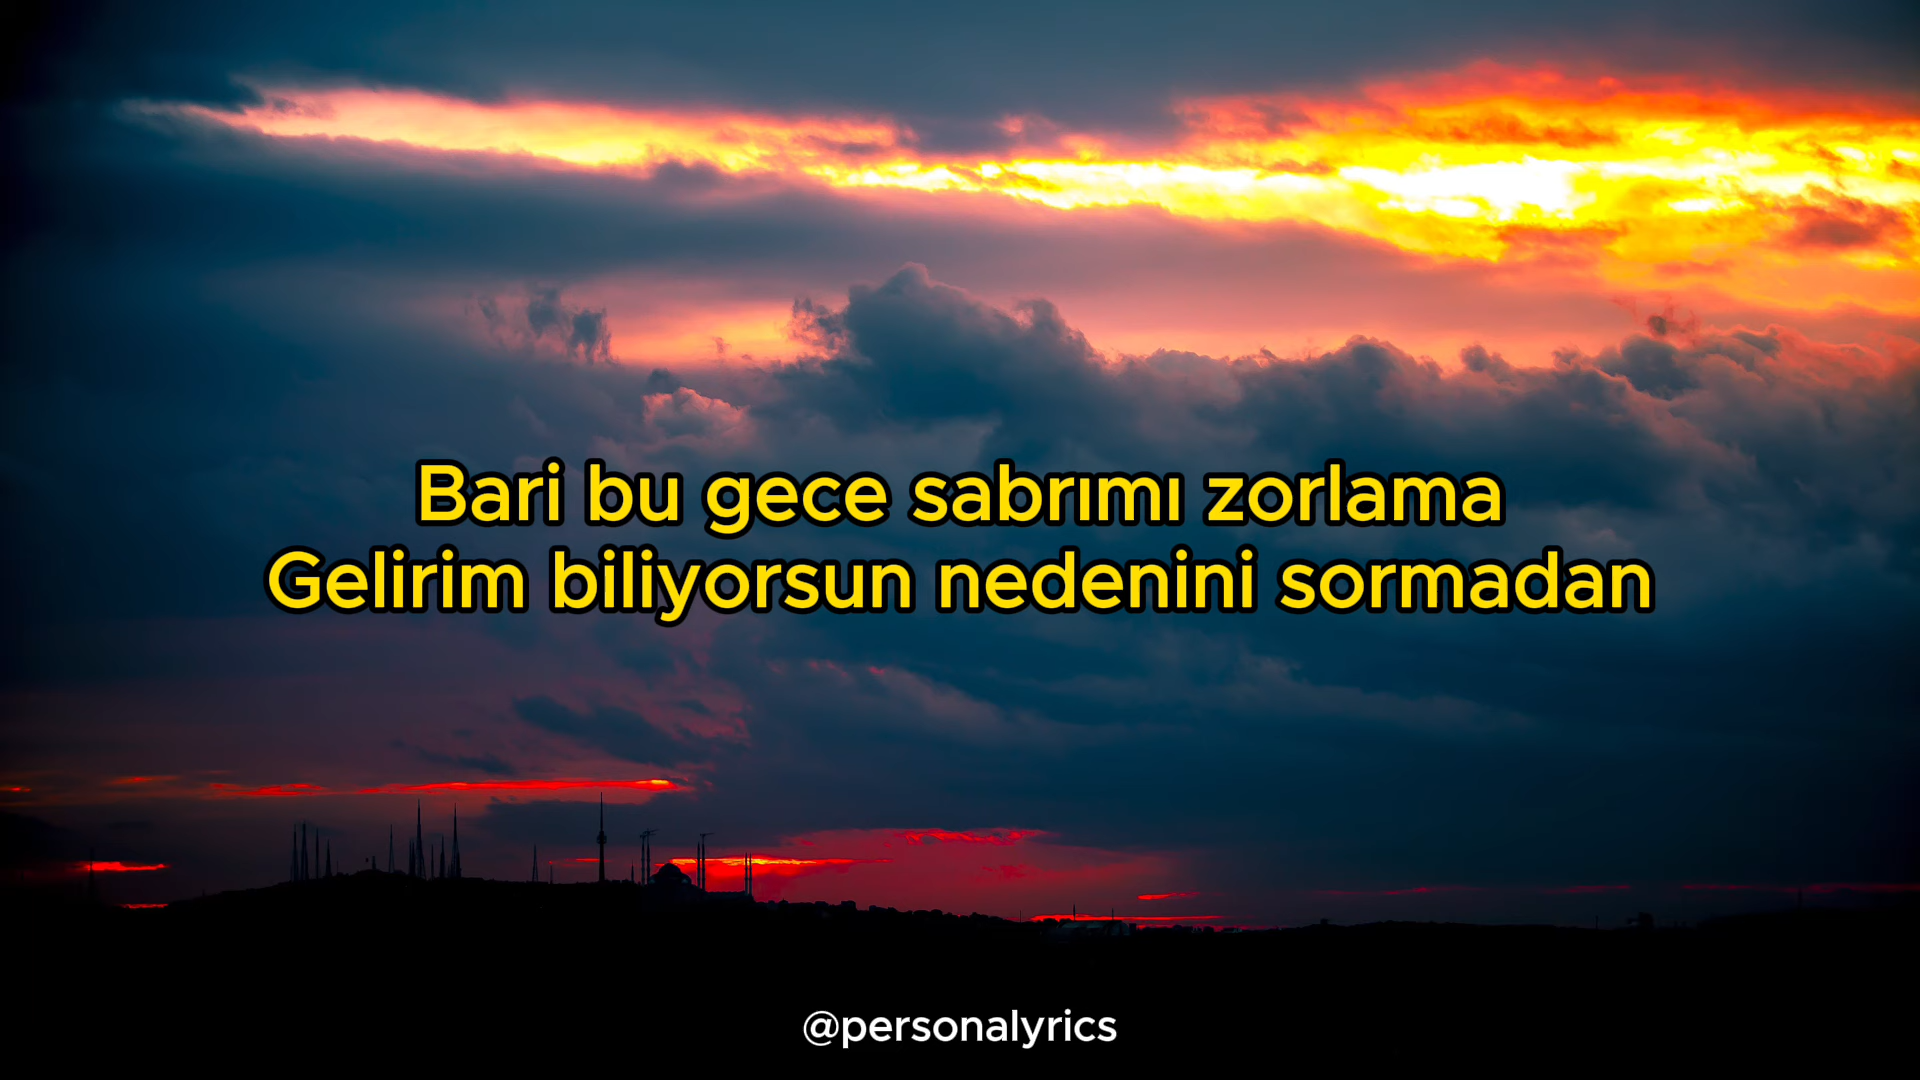 Bari bu gece sabrımı zorlama
Gelirim biliyorsun nedenini sormadan
@personalyrics